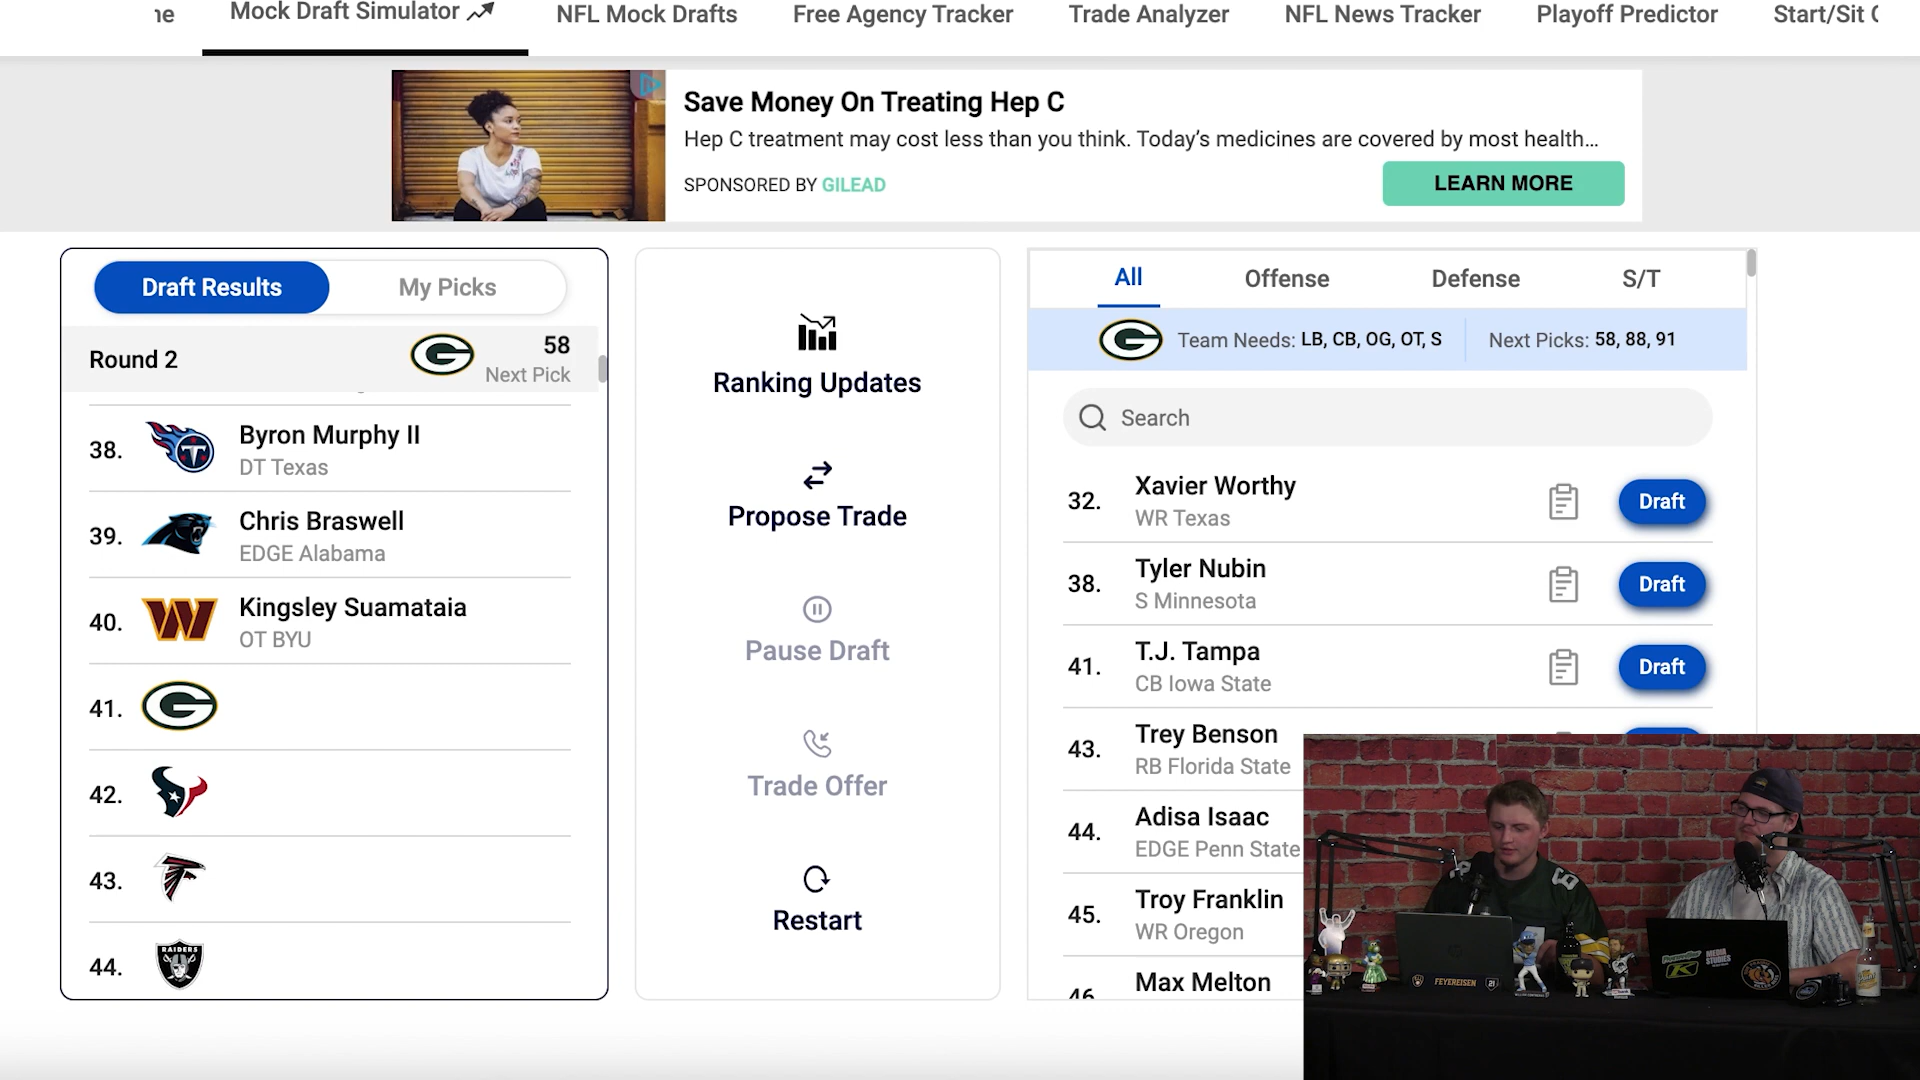 ne
Mock Draft Simulator
NFL Mock Drafts
Free Agency Tracker
Trade Analyzer
NFL News Tracker
Playoff Predictor
Start/Sit
Save Money On Treating Hep C
Hep C treatment may cost less than you think. Today's medicines are covered by most health...
SPONSORED BY GILEAD
LEARN MORE
Draft Results
My Picks
Round 2
G
58
Next Pick
38.
T
Byron Murphy II
DT Texas
39.
Chris Braswell
EDGE Alabama
40.
W
Kingsley Suamataia
OT BYU
41.
G
42.
43.
44.
RAIDERS
Ranking Updates
Propose Trade
Pause Draft
Trade Offer
Restart
All
Offense
Defense
S/T
G
Team Needs: LB, CB, OG, OT, S
Next Picks: 58, 88, 91
Search
32.
Xavier Worthy
WR Texas
Draft
38.
Tyler Nubin
S Minnesota
Draft
41.
T.J. Tampa
CB Iowa State
Draft
43.
Trey Benson
RB Florida State
44.
Adisa Isaac
EDGE Penn State
45.
Troy Franklin
WR Oregon
46
Max Melton
FEYEREISEN
21
MEDIA
STUDIES
K